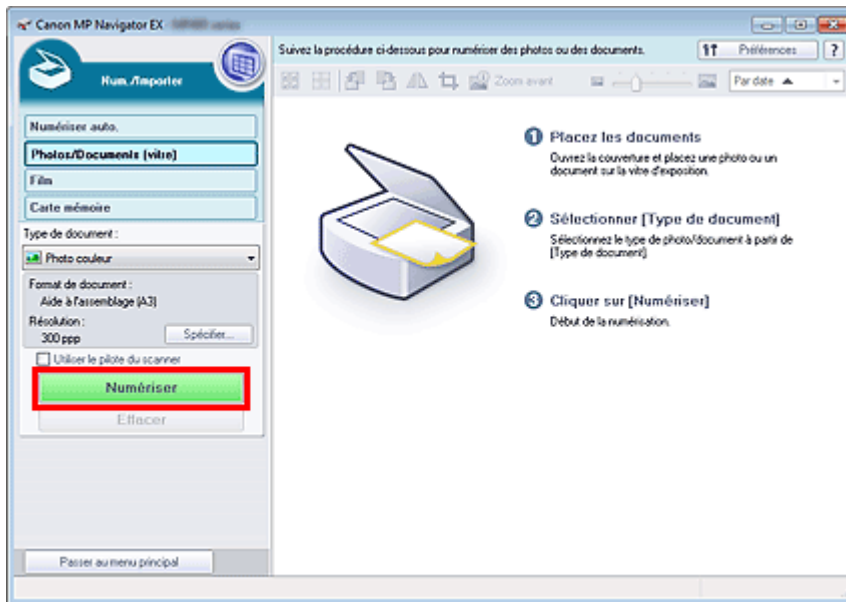 Canon MP Navigator EX
Num./Importer
Suivez la procédure ci-dessous pour numériser des photos ou des documents.
Préférences
?
Zoom avant
Par date
Numériser auto.
Photos/Documents (vitre)
Film
Carte mémoire
Type de document :
Photo couleur
Format de document :
Aide à l'assemblage (A3)
Résolution :
300 ppp
Spécifier...
Utiliser le pilote du scanner
Numériser
Effacer
Passer au menu principal
1 Placez les documents
Ouvrez la couverture et placez une photo ou un
document sur la vitre d'exposition.
2 Sélectionner [Type de document]
Sélectionnez le type de photo/document à partir de
[Type de document]
3 Cliquer sur [Numériser]
Début de la numérisation.